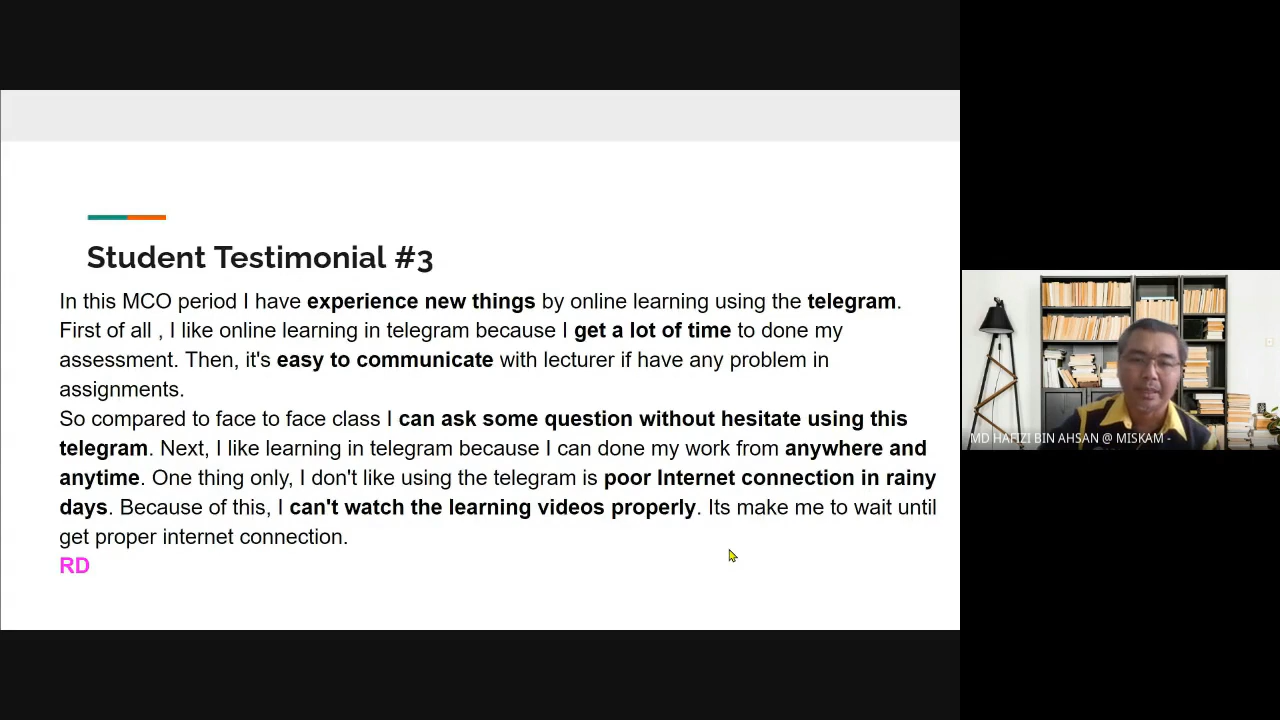 Student Testimonial #3
In this MCO period I have experience new things by online learning using the telegram.
First of all , I like online learning in telegram because I get a lot of time to done my
assessment. Then, it's easy to communicate with lecturer if have any problem in
assignments.
So compared to face to face class I can ask some question without hesitate using this
telegram. Next, I like learning in telegram because I can done my work from anywhere and
anytime. One thing only, I don't like using the telegram is poor Internet connection in rainy
days. Because of this, I can't watch the learning videos properly. Its make me to wait until
get proper internet connection.
RD
MD HAFIZI BIN AHSAN @ MISKAM -